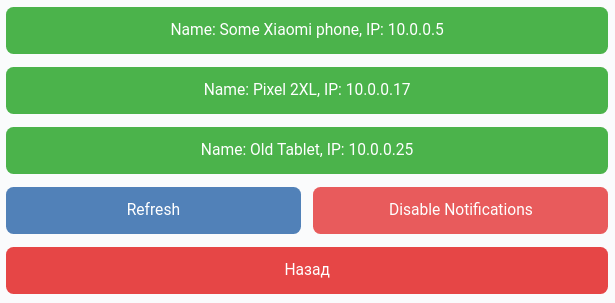 Name: Some Xiaomi phone, IP: 10.0.0.5
Name: Pixel 2XL, IP: 10.0.0.17
Name: Old Tablet, IP: 10.0.0.25
Refresh
Disable Notifications
Назад